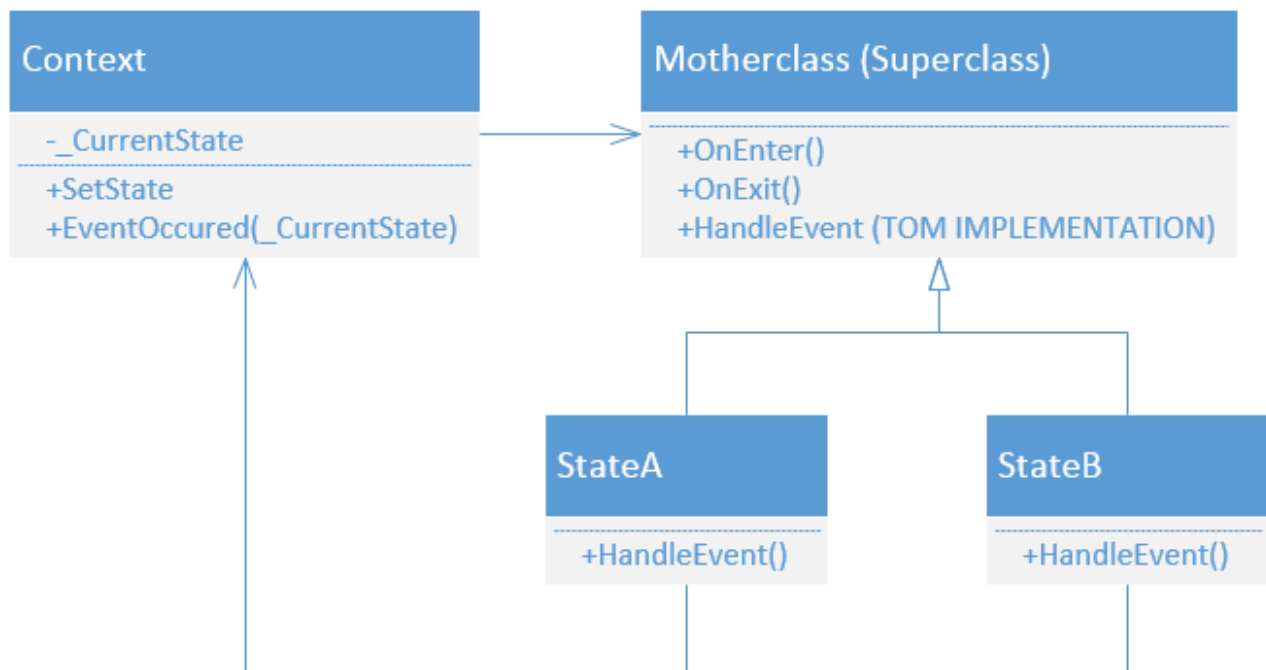 Context
-_CurrentState
+SetState
+EventOccured(_CurrentState)
Motherclass (Superclass)
+OnEnter()
+OnExit()
+HandleEvent (TOM IMPLEMENTATION)
StateA
+HandleEvent()
StateB
+HandleEvent()